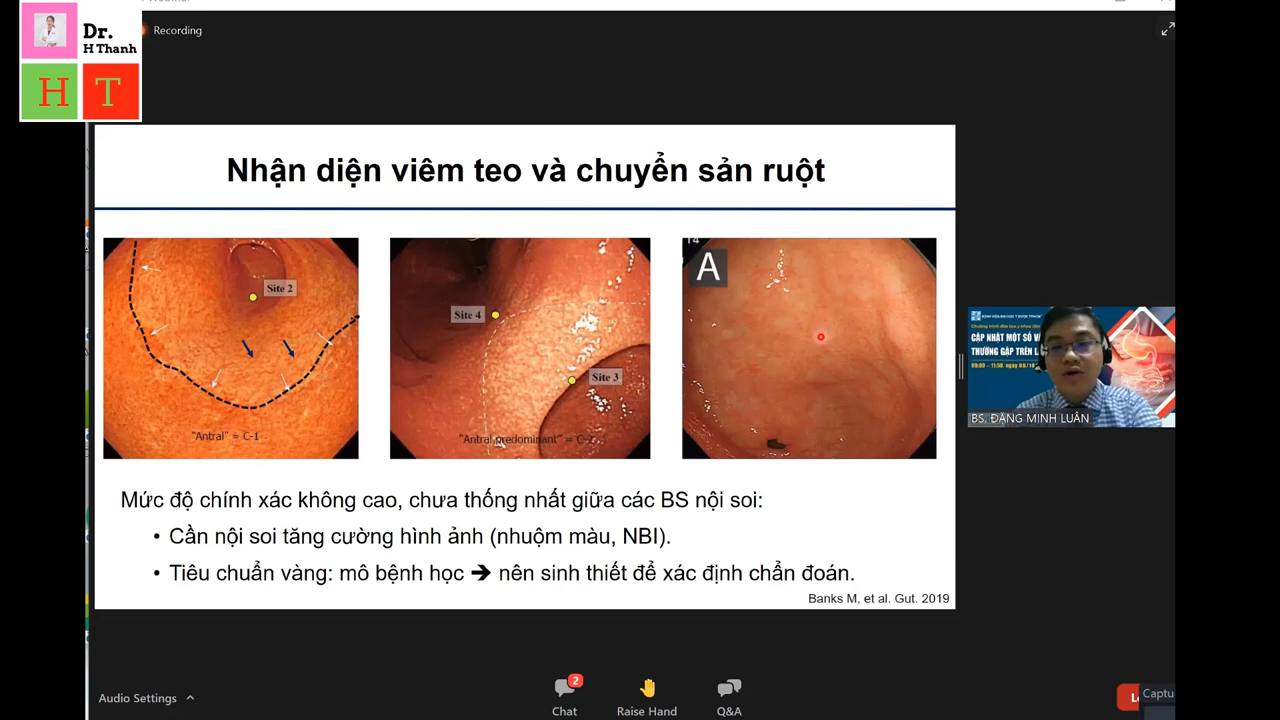 Dr.
H Thanh
H T
Recording
Nhận diện viêm teo và chuyển sản ruột
Site 2
"Antral" = C-1
Site 4
Site 3
"Antral predominant" = C-2
A
Mức độ chính xác không cao, chưa thống nhất giữa các BS nội soi:
• Cần nội soi tăng cường hình ảnh (nhuộm màu, NBI).
• Tiêu chuẩn vàng: mô bệnh học ➔ nên sinh thiết để xác định chẩn đoán.
Banks M, et al. Gut. 2019
CẬP NHẬT MỘT SỐ
THƯỜNG GẶP TRÊN
BS. ĐẶNG MINH LUÂN
Audio Settings
2
Chat
Raise Hand
Q&A
Captu